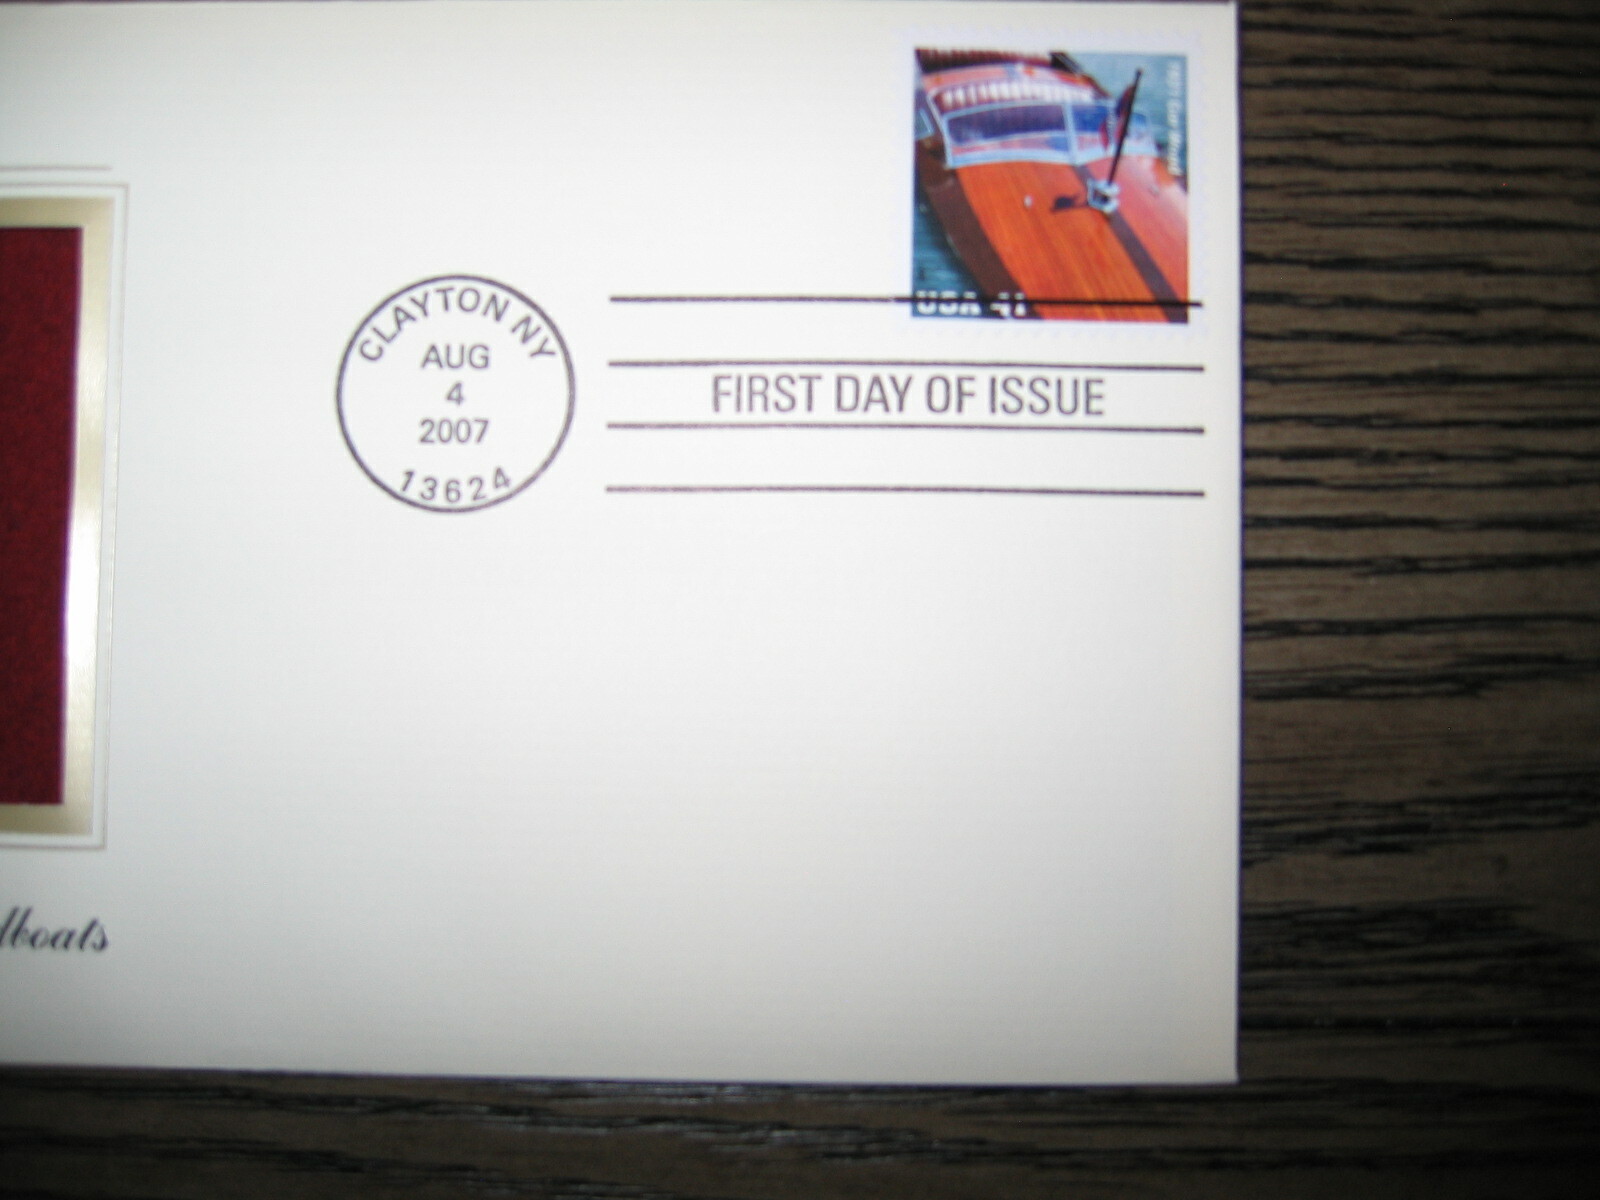 USA 41
CLAYTON NY
AUG
4
2007
13624
FIRST DAY OF ISSUE